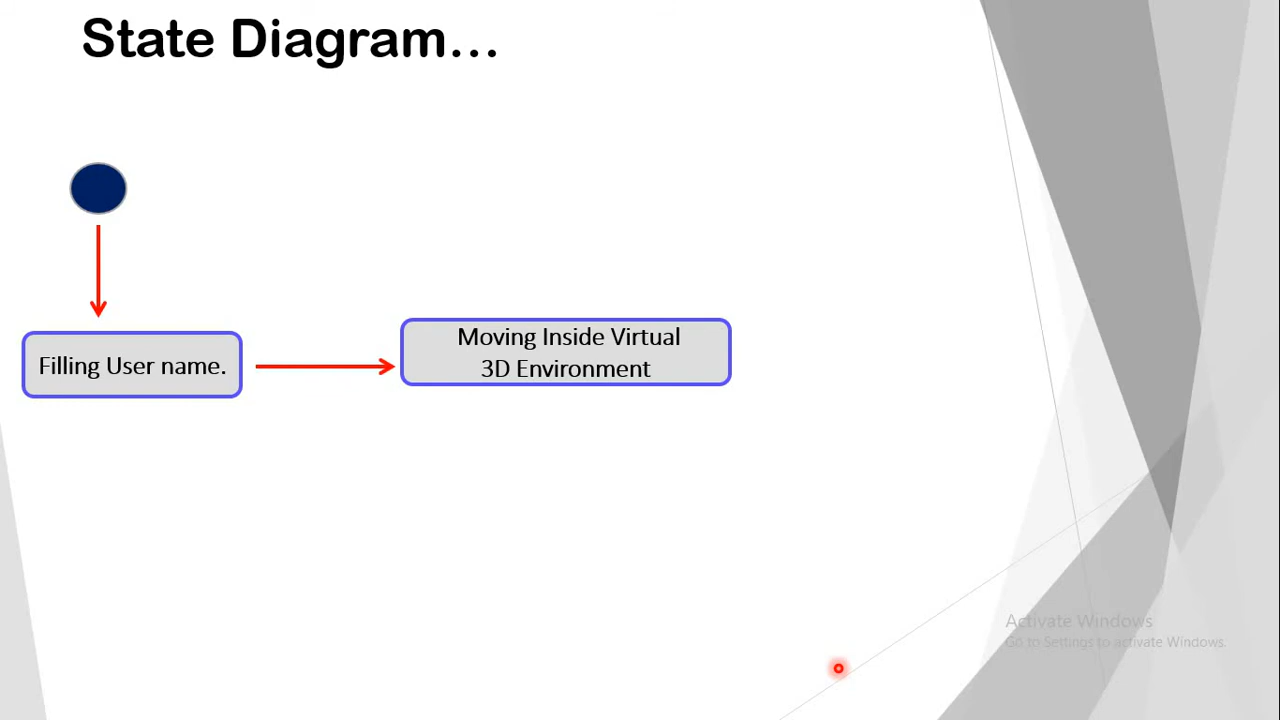 State Diagram...
Filling User name.
Moving Inside Virtual
3D Environment
Activate Windows
Go to Settings to activate Windows.